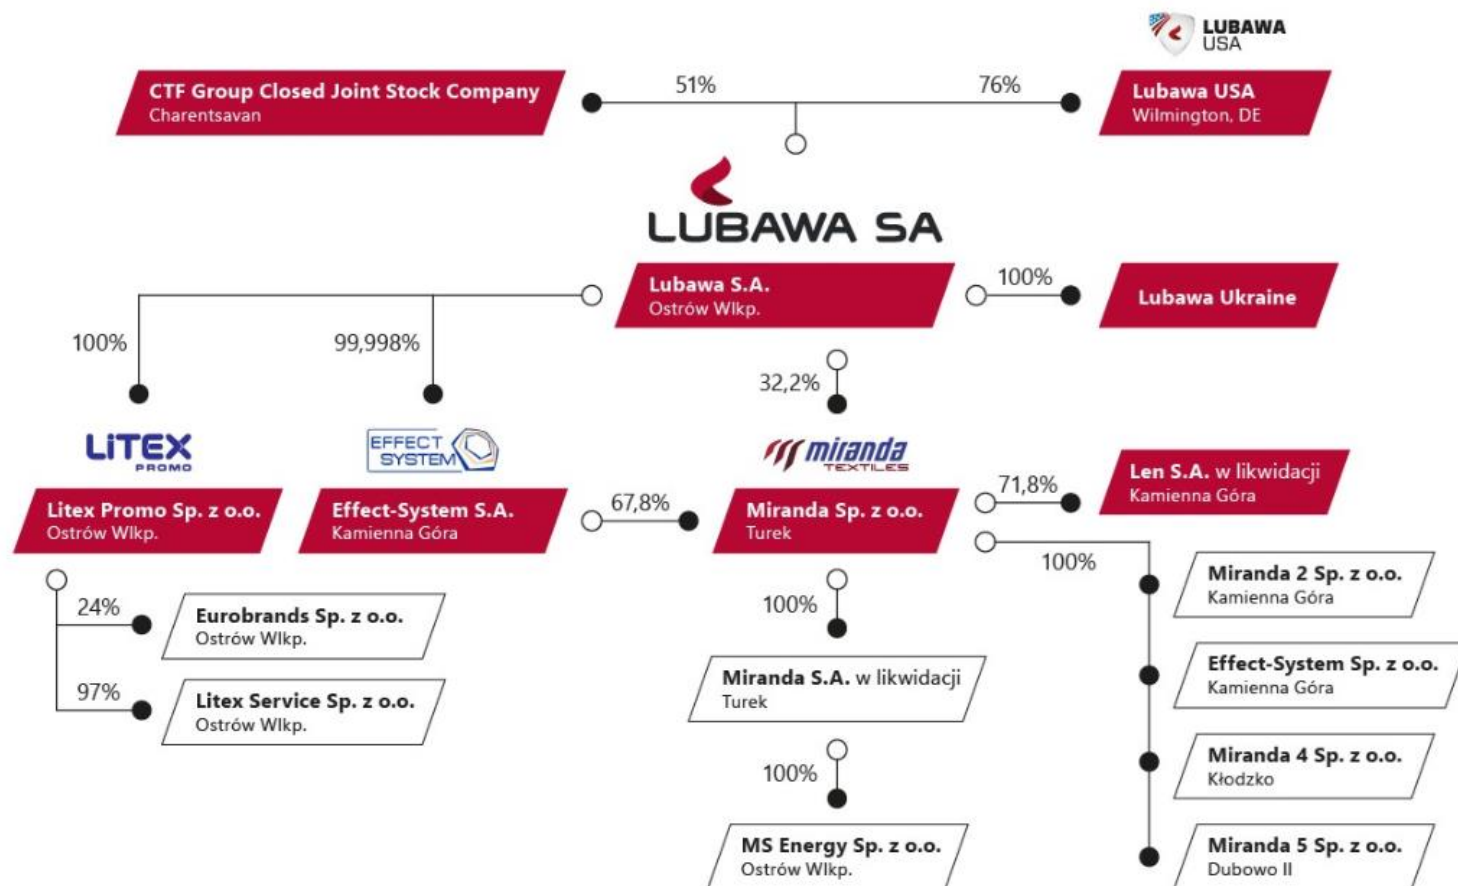 LUBAWA
USA
CTF Group Closed Joint Stock Company
Charentsavan
51%
76%
Lubawa USA
Wilmington, DE
LUBAWA SA
Lubawa S.A.
Ostrów Wlkp.
100%
Lubawa Ukraine
100%
99,998%
32,2%
LiTEX
PROMO
EFFECT
SYSTEM
miranda
TEXTILES
Litex Promo Sp. z o.o.
Ostrów Wlkp.
Effect-System S.A.
Kamienna Góra
67,8%
Miranda Sp. z o.o.
Turek
71,8%
Len S.A. w likwidacji
Kamienna Góra
100%
24%
Eurobrands Sp. z o.o.
Ostrów Wlkp.
97%
Litex Service Sp. z o.o.
Ostrów Wlkp.
100%
Miranda S.A. w likwidacji
Turek
100%
MS Energy Sp. z o.o.
Ostrów Wlkp.
Miranda 2 Sp. z o.o.
Kamienna Góra
Effect-System Sp. z o.o.
Kamienna Góra
Miranda 4 Sp. z o.o.
Kłodzko
Miranda 5 Sp. z o.o.
Dubowo II